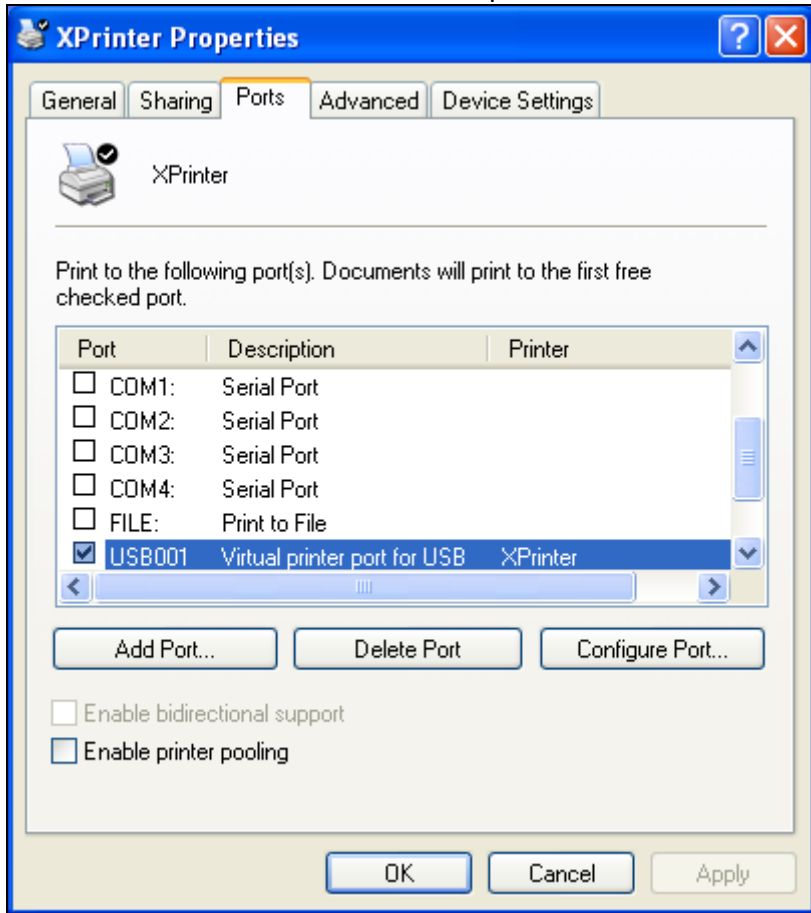 XPrinter Properties
General Sharing Ports Advanced Device Settings
XPrinter
Print to the following port(s). Documents will print to the first free
checked port.
Port Description Printer
COM1: Serial Port
COM2: Serial Port
COM3: Serial Port
COM4: Serial Port
FILE: Print to File
USB001 Virtual printer port for USB XPrinter
Add Port... Delete Port Configure Port...
Enable bidirectional support
Enable printer pooling
OK Cancel Apply